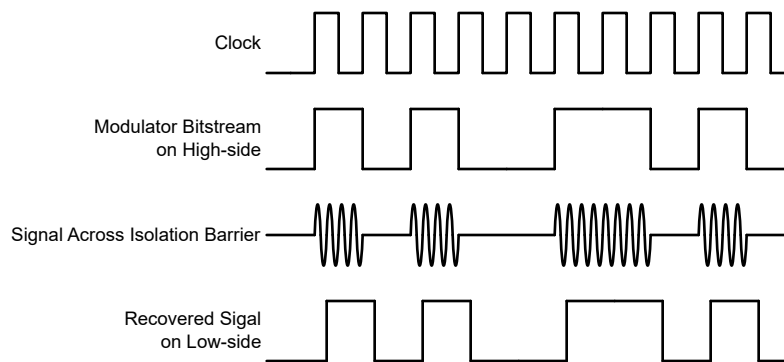 Clock
Modulator Bitstream
on High-side
Signal Across Isolation Barrier
Recovered Sigal
on Low-side